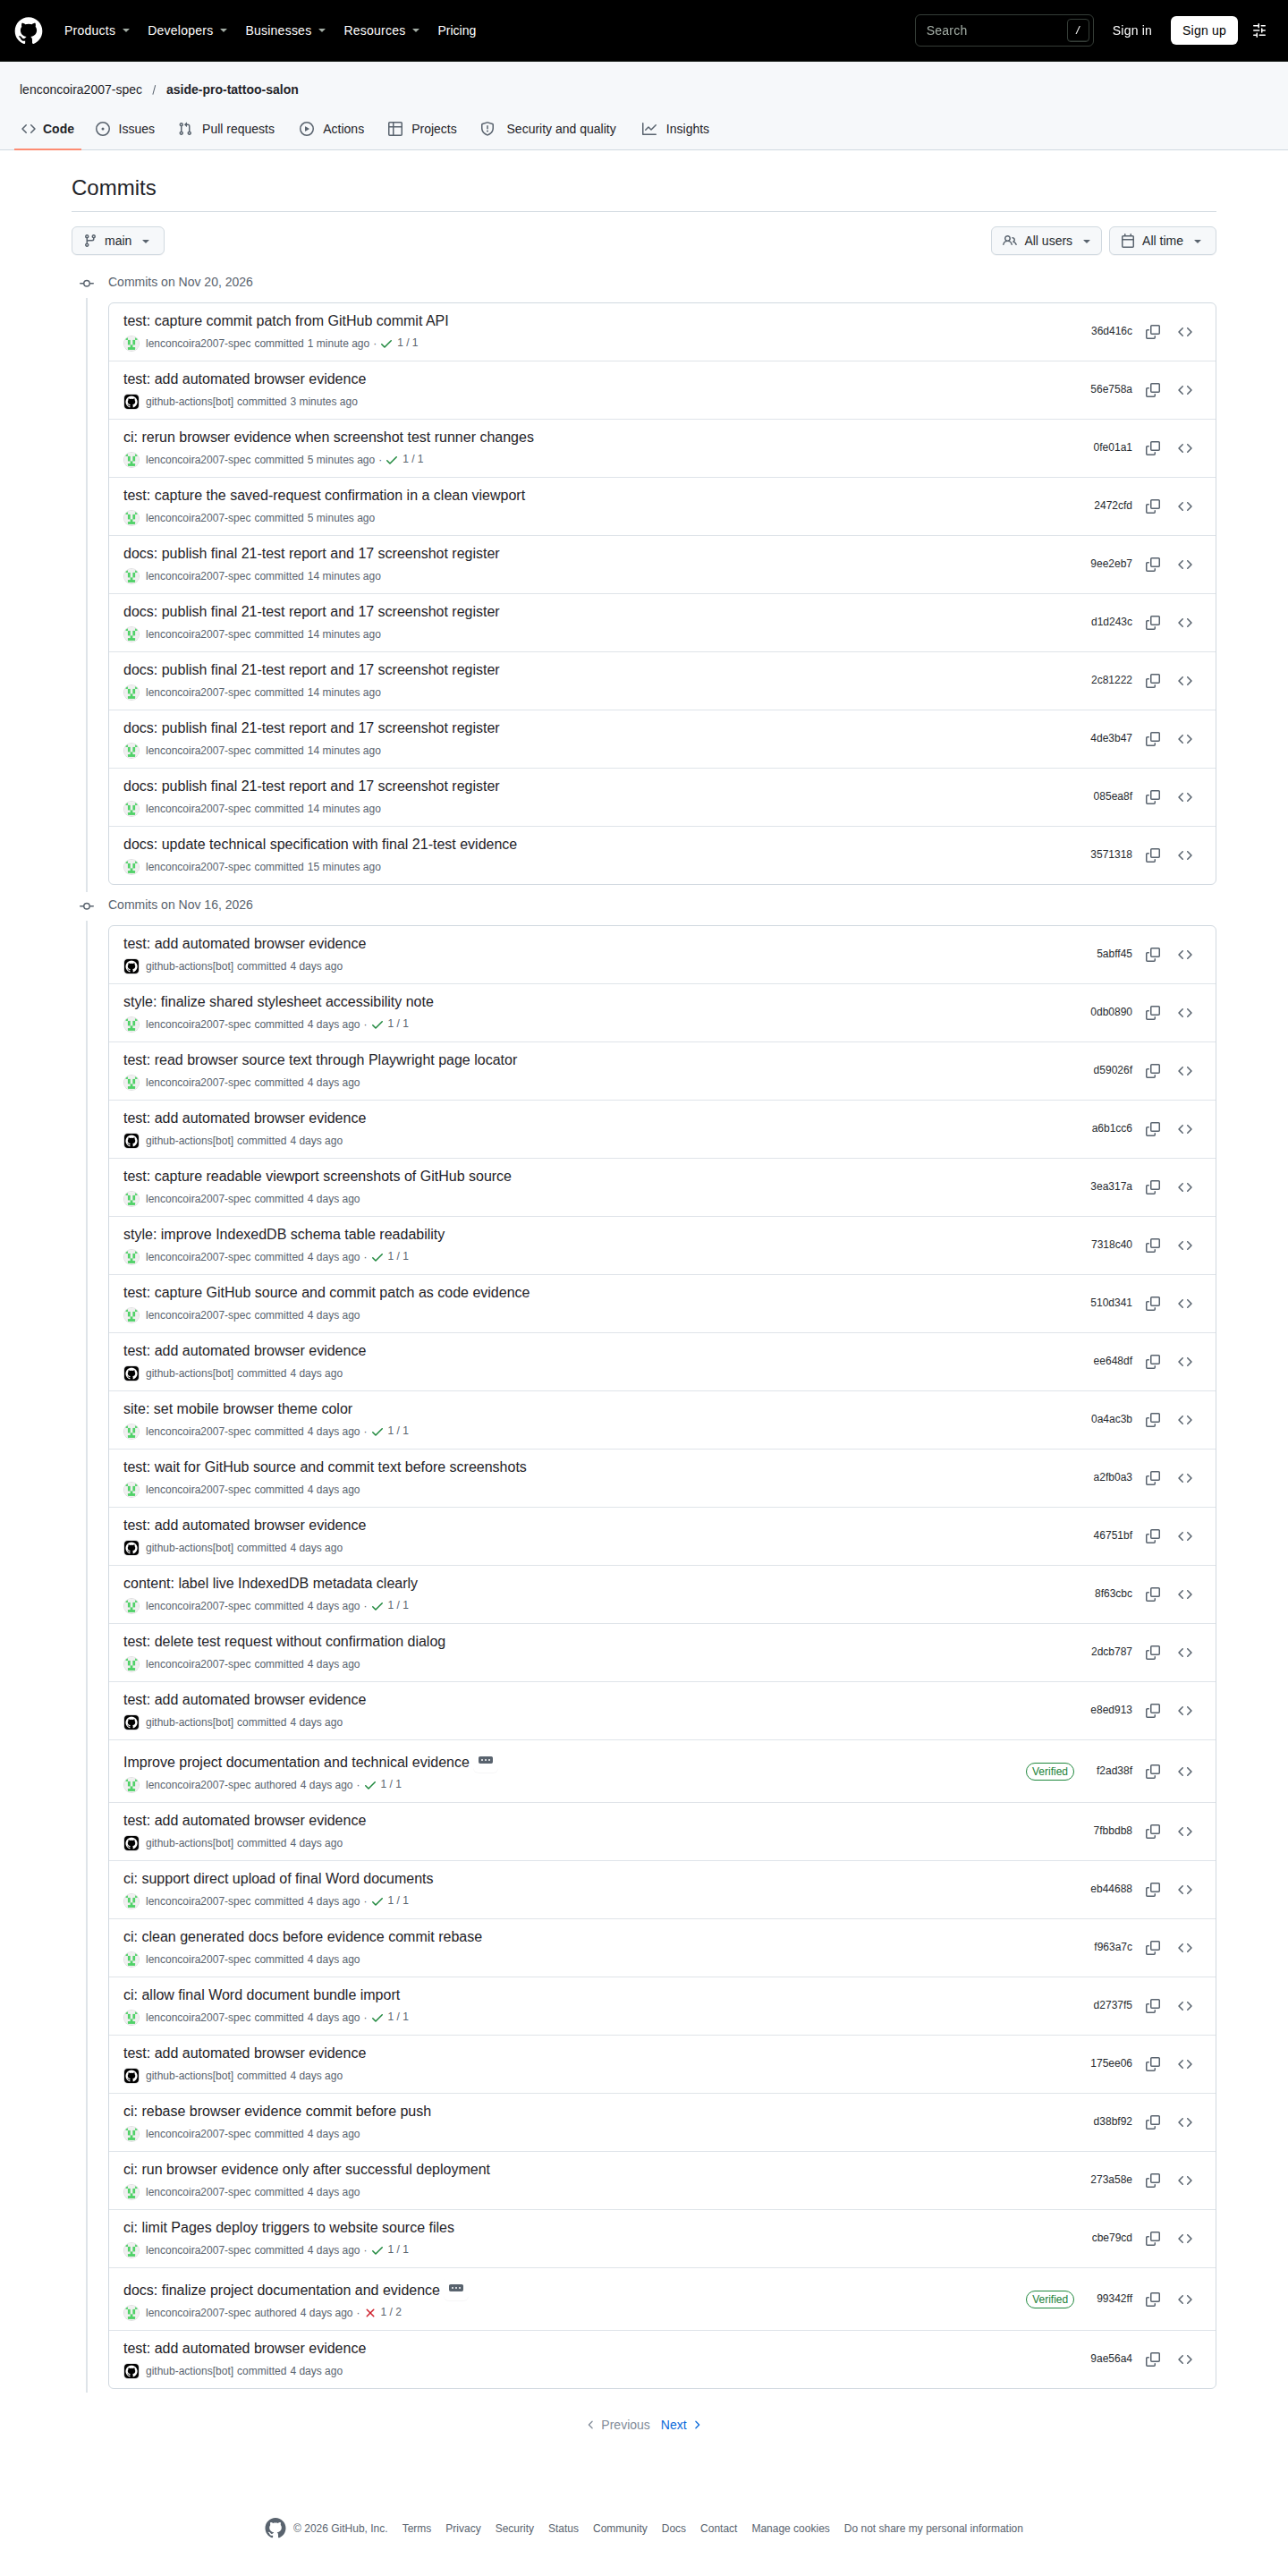 Products Developers Businesses Resources Pricing Search / Sign in Sign up
lenconcoira2007-spec / aside-pro-tattoo-salon
Code Issues Pull requests Actions Projects Security and quality Insights
Commits
main All users All time
Commits on Nov 20, 2026
test: capture commit patch from GitHub commit API
36d416c
lenconcoira2007-spec committed 1 minute ago · 1 / 1
test: add automated browser evidence
56e758a
github-actions[bot] committed 3 minutes ago
ci: rerun browser evidence when screenshot test runner changes
0fe01a1
lenconcoira2007-spec committed 5 minutes ago · 1 / 1
test: capture the saved-request confirmation in a clean viewport
2472cfd
lenconcoira2007-spec committed 5 minutes ago
docs: publish final 21-test report and 17 screenshot register
9ee2eb7
lenconcoira2007-spec committed 14 minutes ago
docs: publish final 21-test report and 17 screenshot register
d1d243c
lenconcoira2007-spec committed 14 minutes ago
docs: publish final 21-test report and 17 screenshot register
2c81222
lenconcoira2007-spec committed 14 minutes ago
docs: publish final 21-test report and 17 screenshot register
4de3b47
lenconcoira2007-spec committed 14 minutes ago
docs: publish final 21-test report and 17 screenshot register
085ea8f
lenconcoira2007-spec committed 14 minutes ago
docs: update technical specification with final 21-test evidence
3571318
lenconcoira2007-spec committed 15 minutes ago
Commits on Nov 16, 2026
test: add automated browser evidence
5abff45
github-actions[bot] committed 4 days ago
style: finalize shared stylesheet accessibility note
0db0890
lenconcoira2007-spec committed 4 days ago · 1 / 1
test: read browser source text through Playwright page locator
d59026f
lenconcoira2007-spec committed 4 days ago
test: add automated browser evidence
a6b1cc6
github-actions[bot] committed 4 days ago
test: capture readable viewport screenshots of GitHub source
3ea317a
lenconcoira2007-spec committed 4 days ago
style: improve IndexedDB schema table readability
7318c40
lenconcoira2007-spec committed 4 days ago · 1 / 1
test: capture GitHub source and commit patch as code evidence
510d341
lenconcoira2007-spec committed 4 days ago
test: add automated browser evidence
ee648df
github-actions[bot] committed 4 days ago
site: set mobile browser theme color
0a4ac3b
lenconcoira2007-spec committed 4 days ago · 1 / 1
test: wait for GitHub source and commit text before screenshots
a2fb0a3
lenconcoira2007-spec committed 4 days ago
test: add automated browser evidence
46751bf
github-actions[bot] committed 4 days ago
content: label live IndexedDB metadata clearly
8f63cbc
lenconcoira2007-spec committed 4 days ago · 1 / 1
test: delete test request without confirmation dialog
2dcb787
lenconcoira2007-spec committed 4 days ago
test: add automated browser evidence
e8ed913
github-actions[bot] committed 4 days ago
Improve project documentation and technical evidence
Verified f2ad38f
lenconcoira2007-spec authored 4 days ago · 1 / 1
test: add automated browser evidence
7fbbdb8
github-actions[bot] committed 4 days ago
ci: support direct upload of final Word documents
eb44688
lenconcoira2007-spec committed 4 days ago · 1 / 1
ci: clean generated docs before evidence commit rebase
f963a7c
lenconcoira2007-spec committed 4 days ago
ci: allow final Word document bundle import
d2737f5
lenconcoira2007-spec committed 4 days ago · 1 / 1
test: add automated browser evidence
175ee06
github-actions[bot] committed 4 days ago
ci: rebase browser evidence commit before push
d38bf92
lenconcoira2007-spec committed 4 days ago
ci: run browser evidence only after successful deployment
273a58e
lenconcoira2007-spec committed 4 days ago
ci: limit Pages deploy triggers to website source files
cbe79cd
lenconcoira2007-spec committed 4 days ago · 1 / 1
docs: finalize project documentation and evidence
Verified 99342ff
lenconcoira2007-spec authored 4 days ago · 1 / 2
test: add automated browser evidence
9ae56a4
github-actions[bot] committed 4 days ago
Previous Next
© 2026 GitHub, Inc. Terms Privacy Security Status Community Docs Contact Manage cookies Do not share my personal information